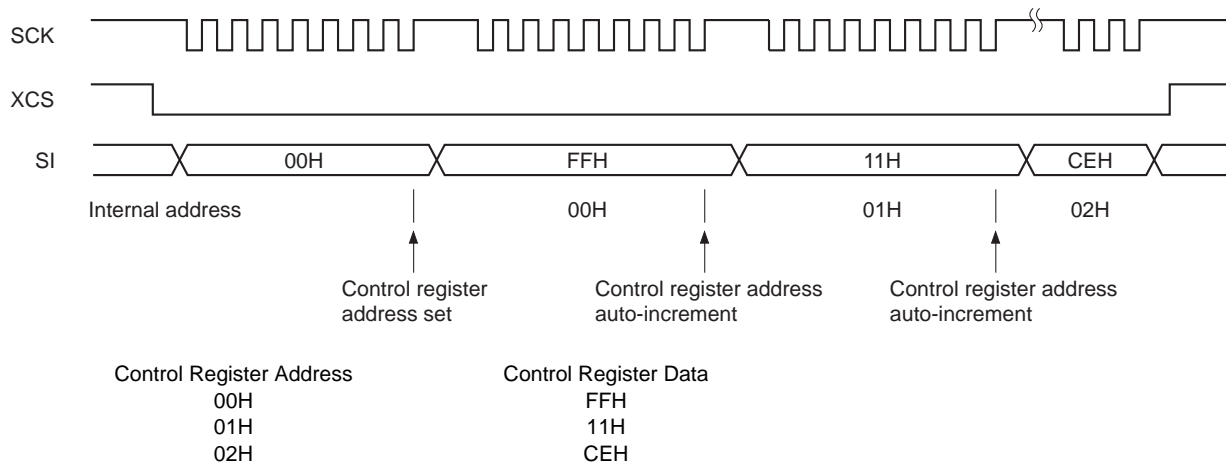 SCK
XCS
SI 00H FFH 11H CEH
Internal address 00H 01H 02H
Control register
address set
Control register address
auto-increment
Control register address
auto-increment
Control Register Address Control Register Data
00H FFH
01H 11H
02H CEH